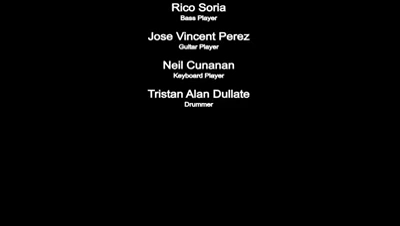 Rico Soria
Bass Player
Jose Vincent Perez
Guitar Player
Neil Cunanan
Keyboard Player
Tristan Alan Dullate
Drummer